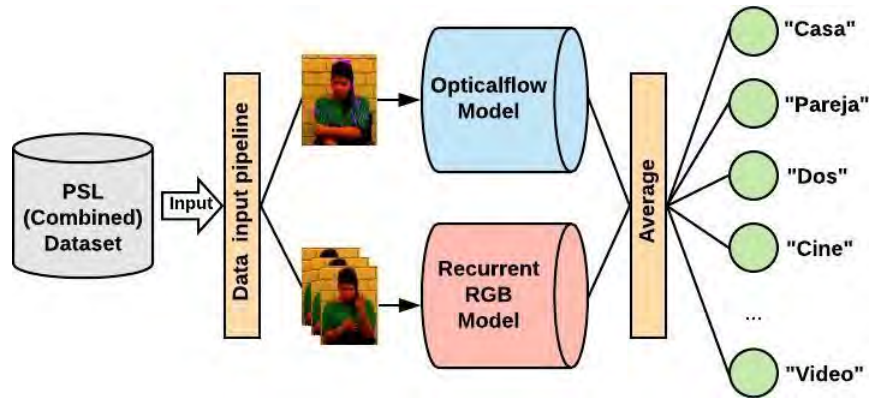 PSL
(Combined)
Dataset
Input
Data input pipeline
Opticalflow
Model
Recurrent
RGB
Model
Average
"Casa"
"Pareja"
"Dos"
"Cine"
...
"Video"